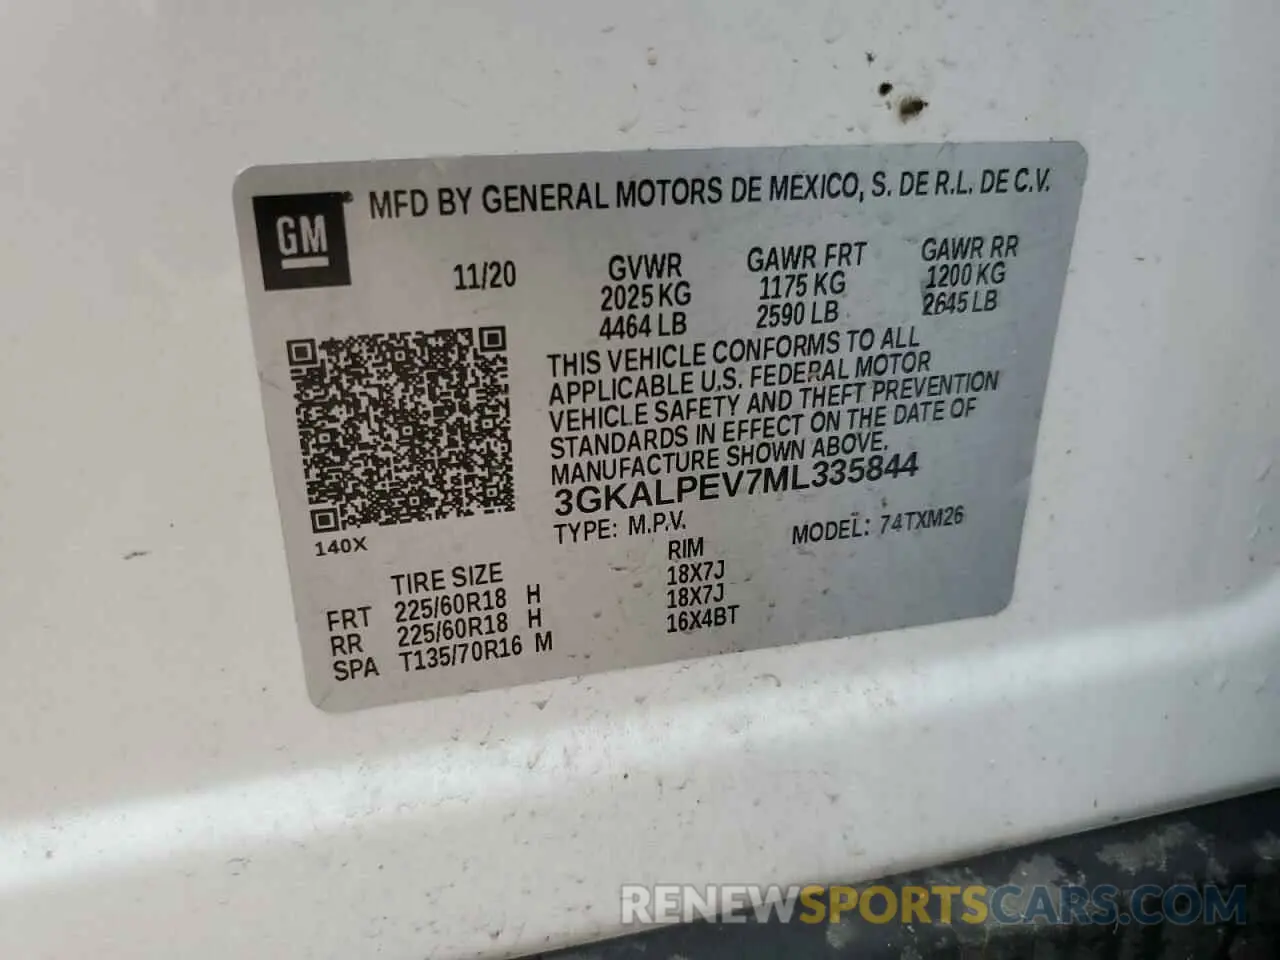 GM® MFD BY GENERAL MOTORS DE MEXICO, S. DE R.L. DE C.V.
11/20 GVWR GAWR FRT GAWR RR
2025 KG 1175 KG 1200 KG
4464 LB 2590 LB 2645 LB
THIS VEHICLE CONFORMS TO ALL
APPLICABLE U.S. FEDERAL MOTOR
VEHICLE SAFETY AND THEFT PREVENTION
STANDARDS IN EFFECT ON THE DATE OF
MANUFACTURE SHOWN ABOVE.
3GKALPEV7ML335844
TYPE: M.P.V. MODEL: 74TXM26
140X
TIRE SIZE RIM
FRT 225/60R18 H 18X7J
RR 225/60R18 H 18X7J
SPA T135/70R16 M 16X4BT
RENEWSPORTSCARS.COM